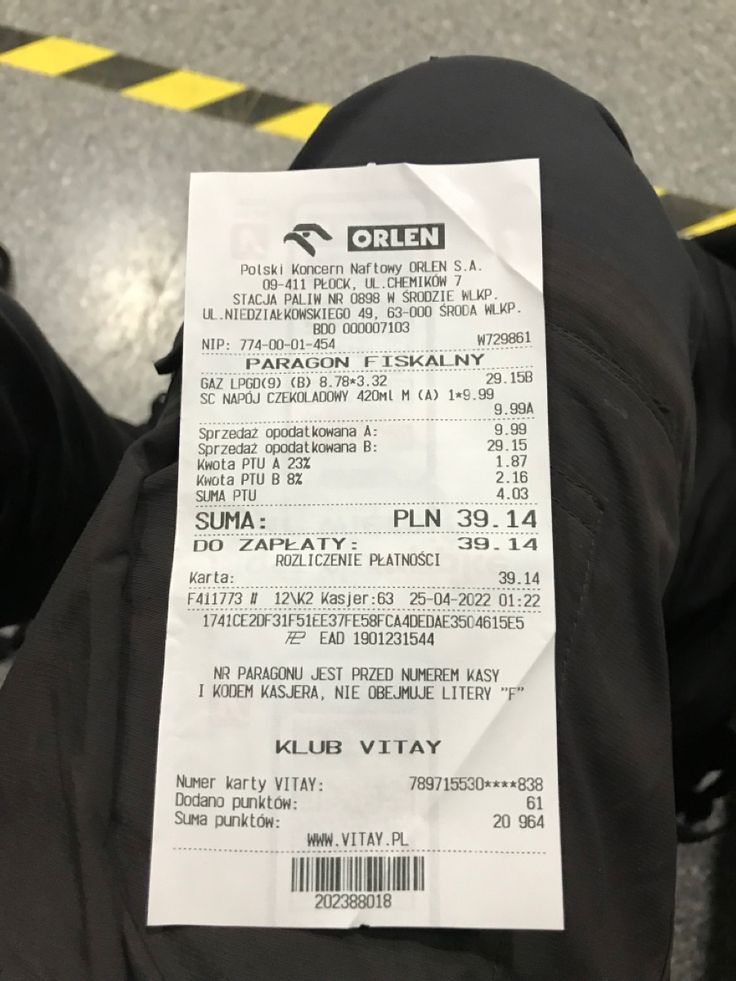 ORLEN
Polski Koncern Naftowy ORLEN S.A.
09-411 PŁOCK, UL.CHEMIKÓW 7
STACJA PALIW NR 0898 W ŚRODZIE WLKP.
UL.NIEDZIAŁKOWSKIEGO 49, 63-000 ŚRODA WLKP.
BDO 000007103
NIP: 774-00-01-454 W729861
PARAGON FISKALNY
GAZ LPGD(9) (B) 8.78*3.32 29.15B
SC NAPÓJ CZEKOLADOWY 420ml M (A) 1*9.99
9.99A
Sprzedaż opodatkowana A: 9.99
Sprzedaż opodatkowana B: 29.15
Kwota PTU A 23% 1.87
Kwota PTU B 8% 2.16
SUMA PTU 4.03
SUMA: PLN 39.14
DO ZAPŁATY: 39.14
ROZLICZENIE PŁATNOŚCI
Karta: 39.14
F411773 # 12\K2 Kasjer:63 25-04-2022 01:22
1741CE2DF31F51EE37FE58FCA4DEDAE3504615E5
EAD 1901231544
NR PARAGONU JEST PRZED NUMEREM KASY
I KODEM KASJERA, NIE OBEJMUJE LITERY "F"
KLUB VITAY
Numer karty VITAY: 789715530****838
Dodano punktów: 61
Suma punktów: 20 964
WWW.VITAY.PL
202388018